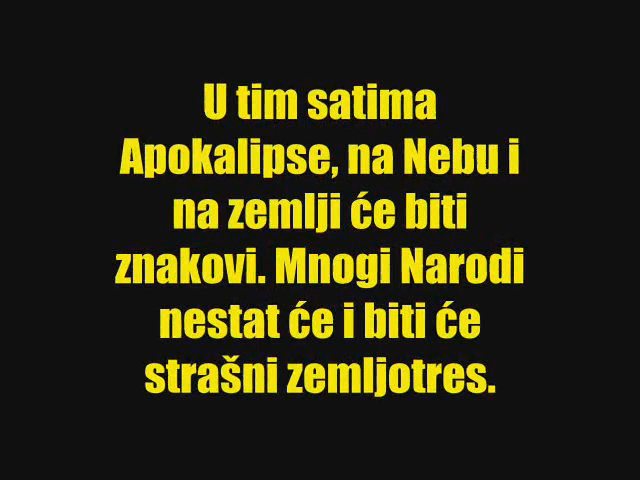 U tim satima
Apokalipse, na Nebu i
na zemlji će biti
znakovi. Mnogi Narodi
nestat će i biti će
strašni zemljotres.